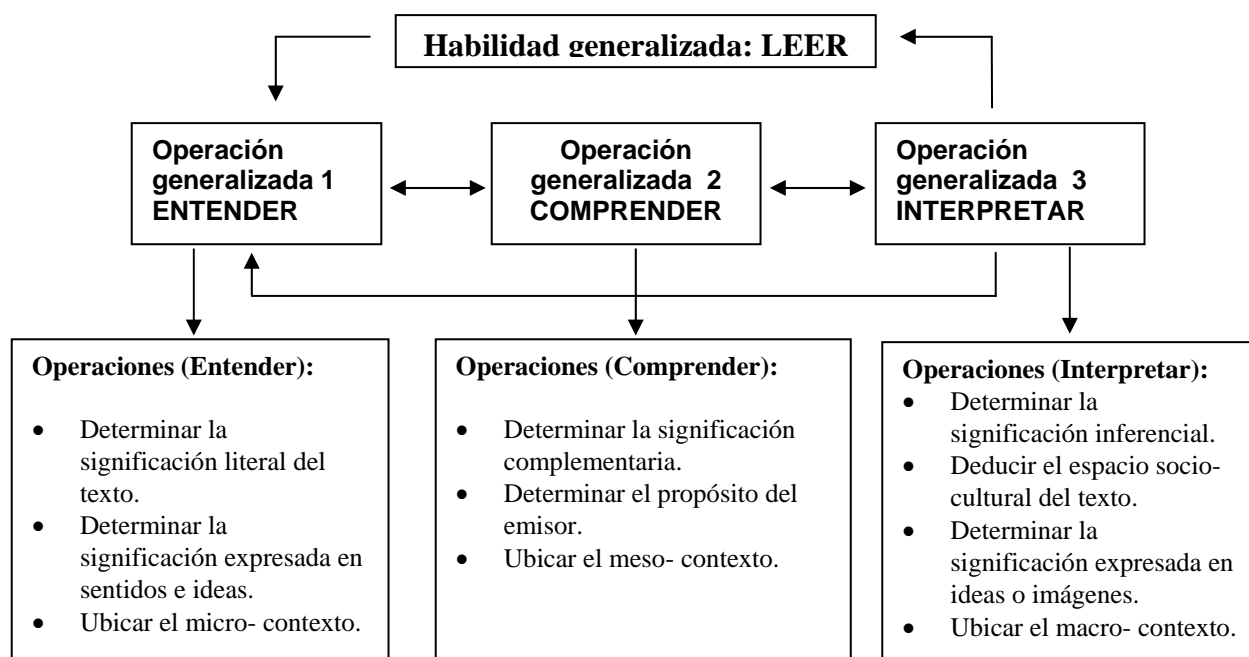 Habilidad generalizada: LEER
Operación
generalizada 1
ENTENDER
Operación
generalizada 2
COMPRENDER
Operación
generalizada 3
INTERPRETAR
Operaciones (Entender):
• Determinar la
significación literal del
texto.
• Determinar la
significación expresada en
sentidos e ideas.
• Ubicar el micro- contexto.
Operaciones (Comprender):
• Determinar la significación
complementaria.
• Determinar el propósito del
emisor.
• Ubicar el meso- contexto.
Operaciones (Interpretar):
• Determinar la
significación inferencial.
• Deducir el espacio socio-
cultural del texto.
• Determinar la
significación expresada en
ideas o imágenes.
• Ubicar el macro- contexto.